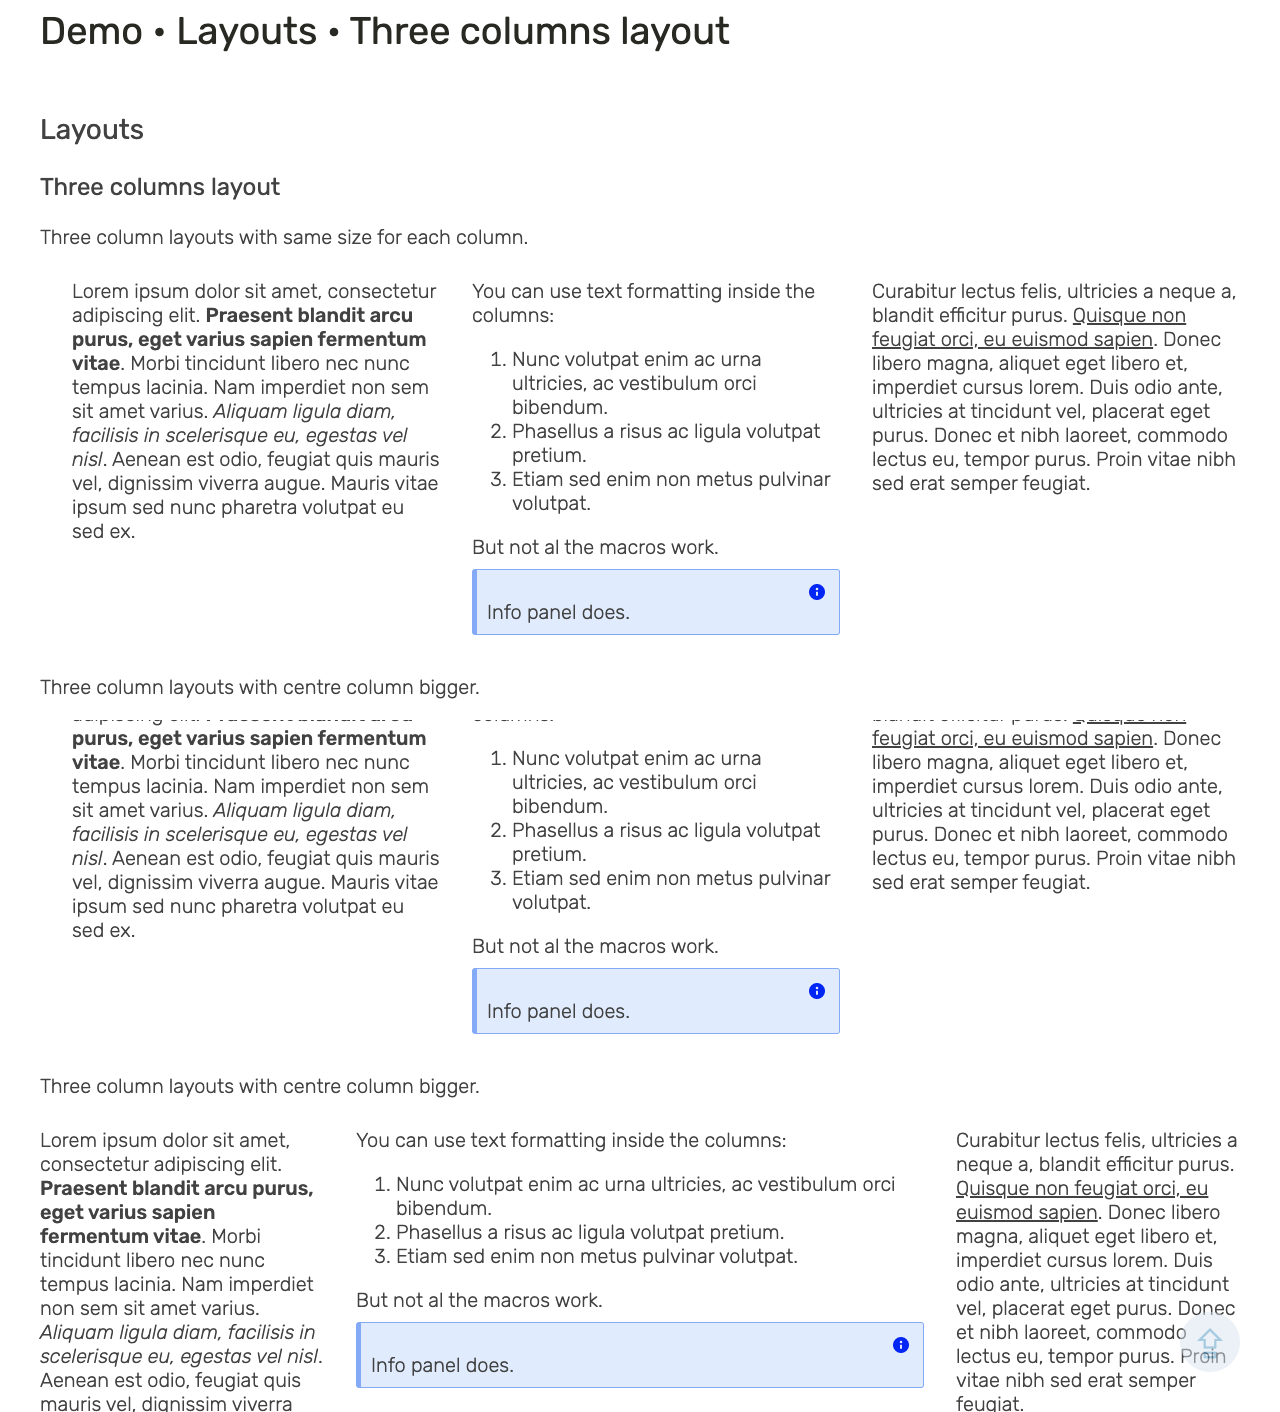 Demo • Layouts • Three columns layout
Layouts
Three columns layout
Three column layouts with same size for each column.
Lorem ipsum dolor sit amet, consectetur
adipiscing elit. Praesent blandit arcu
purus, eget varius sapien fermentum
vitae. Morbi tincidunt libero nec nunc
tempus lacinia. Nam imperdiet non sem
sit amet varius. Aliquam ligula diam,
facilisis in scelerisque eu, egestas vel
nisl. Aenean est odio, feugiat quis mauris
vel, dignissim viverra augue. Mauris vitae
ipsum sed nunc pharetra volutpat eu
sed ex.
You can use text formatting inside the
columns:
1. Nunc volutpat enim ac urna
ultricies, ac vestibulum orci
bibendum.
2. Phasellus a risus ac ligula volutpat
pretium.
3. Etiam sed enim non metus pulvinar
volutpat.
But not al the macros work.
Info panel does.
Curabitur lectus felis, ultricies a neque a,
blandit efficitur purus. Quisque non
feugiat orci, eu euismod sapien. Donec
libero magna, aliquet eget libero et,
imperdiet cursus lorem. Duis odio ante,
ultricies at tincidunt vel, placerat eget
purus. Donec et nibh laoreet, commodo
lectus eu, tempor purus. Proin vitae nibh
sed erat semper feugiat.
Three column layouts with centre column bigger.
purus, eget varius sapien fermentum
vitae. Morbi tincidunt libero nec nunc
tempus lacinia. Nam imperdiet non sem
sit amet varius. Aliquam ligula diam,
facilisis in scelerisque eu, egestas vel
nisl. Aenean est odio, feugiat quis mauris
vel, dignissim viverra augue. Mauris vitae
ipsum sed nunc pharetra volutpat eu
sed ex.
1. Nunc volutpat enim ac urna
ultricies, ac vestibulum orci
bibendum.
2. Phasellus a risus ac ligula volutpat
pretium.
3. Etiam sed enim non metus pulvinar
volutpat.
But not al the macros work.
Info panel does.
feugiat orci, eu euismod sapien. Donec
libero magna, aliquet eget libero et,
imperdiet cursus lorem. Duis odio ante,
ultricies at tincidunt vel, placerat eget
purus. Donec et nibh laoreet, commodo
lectus eu, tempor purus. Proin vitae nibh
sed erat semper feugiat.
Three column layouts with centre column bigger.
Lorem ipsum dolor sit amet,
consectetur adipiscing elit.
Praesent blandit arcu purus,
eget varius sapien
fermentum vitae. Morbi
tincidunt libero nec nunc
tempus lacinia. Nam imperdiet
non sem sit amet varius.
Aliquam ligula diam, facilisis in
scelerisque eu, egestas vel nisl.
Aenean est odio, feugiat quis
mauris vel, dignissim viverra
You can use text formatting inside the columns:
1. Nunc volutpat enim ac urna ultricies, ac vestibulum orci
bibendum.
2. Phasellus a risus ac ligula volutpat pretium.
3. Etiam sed enim non metus pulvinar volutpat.
But not al the macros work.
Info panel does.
Curabitur lectus felis, ultricies a
neque a, blandit efficitur purus.
Quisque non feugiat orci, eu
euismod sapien. Donec libero
magna, aliquet eget libero et,
imperdiet cursus lorem. Duis
odio ante, ultricies at tincidunt
vel, placerat eget purus. Donec
et nibh laoreet, commodo
lectus eu, tempor purus. Proin
vitae nibh sed erat semper
feugiat.